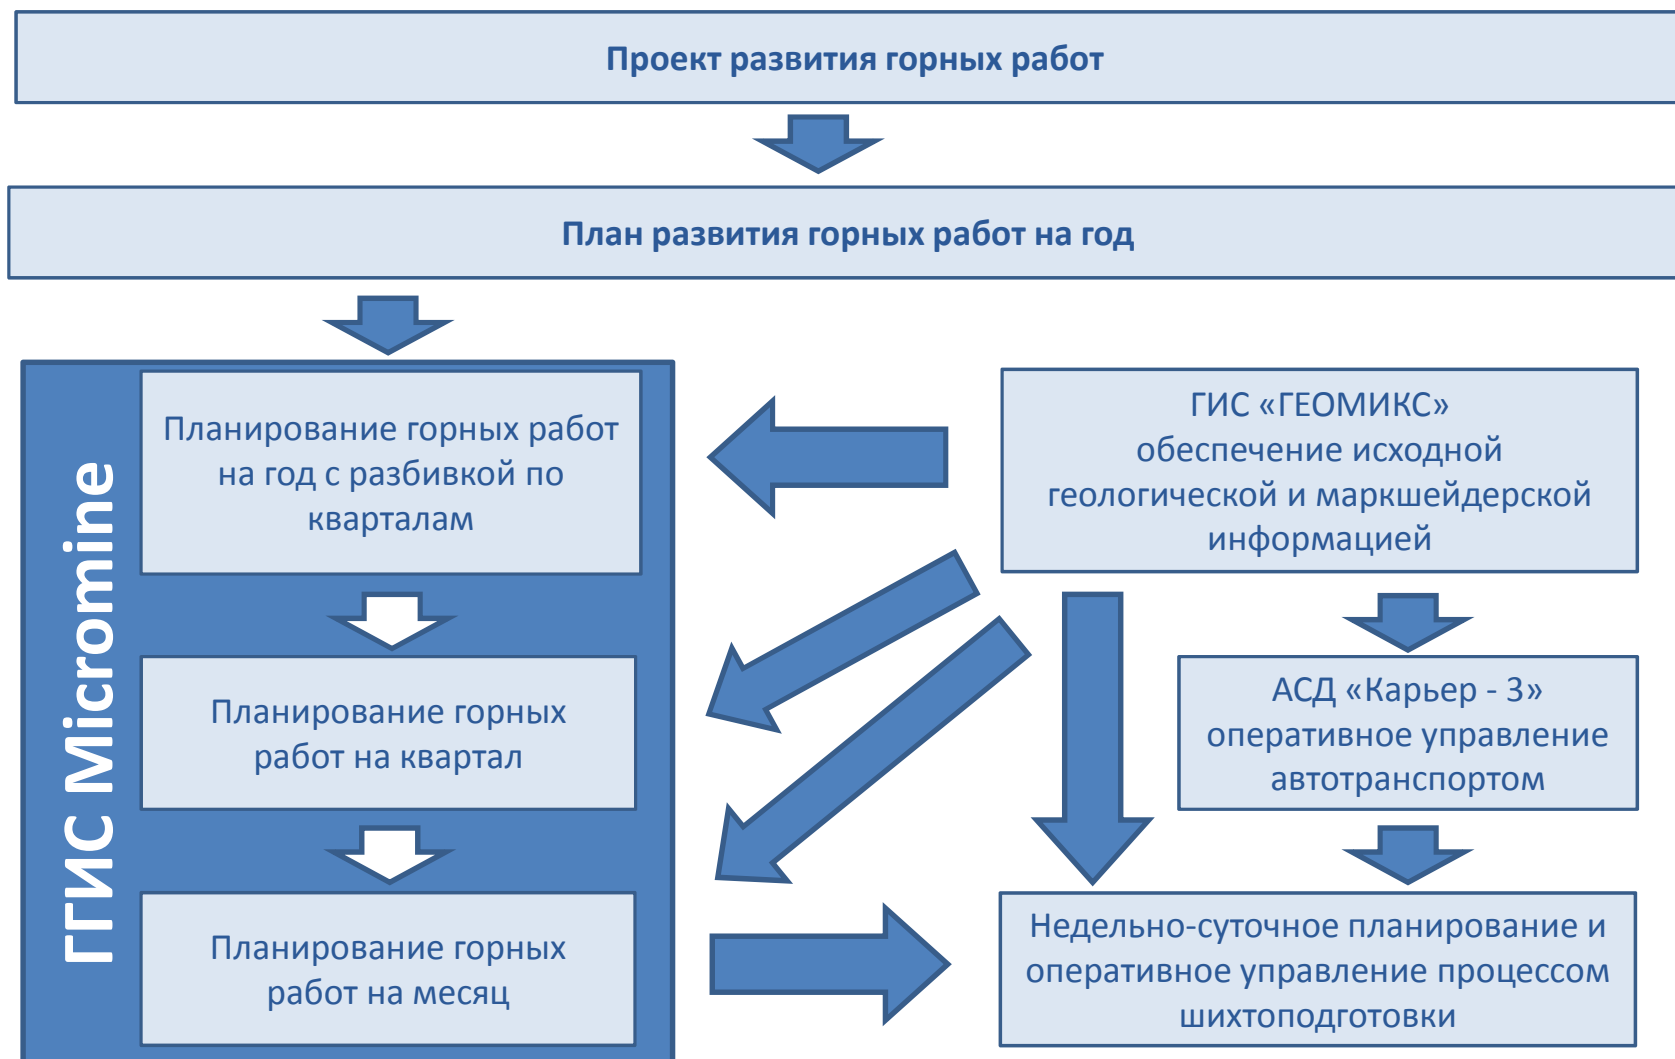 Проект развития горных работ
План развития горных работ на год
ГГИС Micromine
Планирование горных работ
на год с разбивкой по
кварталам
Планирование горных
работ на квартал
Планирование горных
работ на месяц
ГИС «ГЕОМИКС»
обеспечение исходной
геологической и маркшейдерской
информацией
АСД «Карьер - 3»
оперативное управление
автотранспортом
Недельно-суточное планирование и
оперативное управление процессом
шихтоподготовки